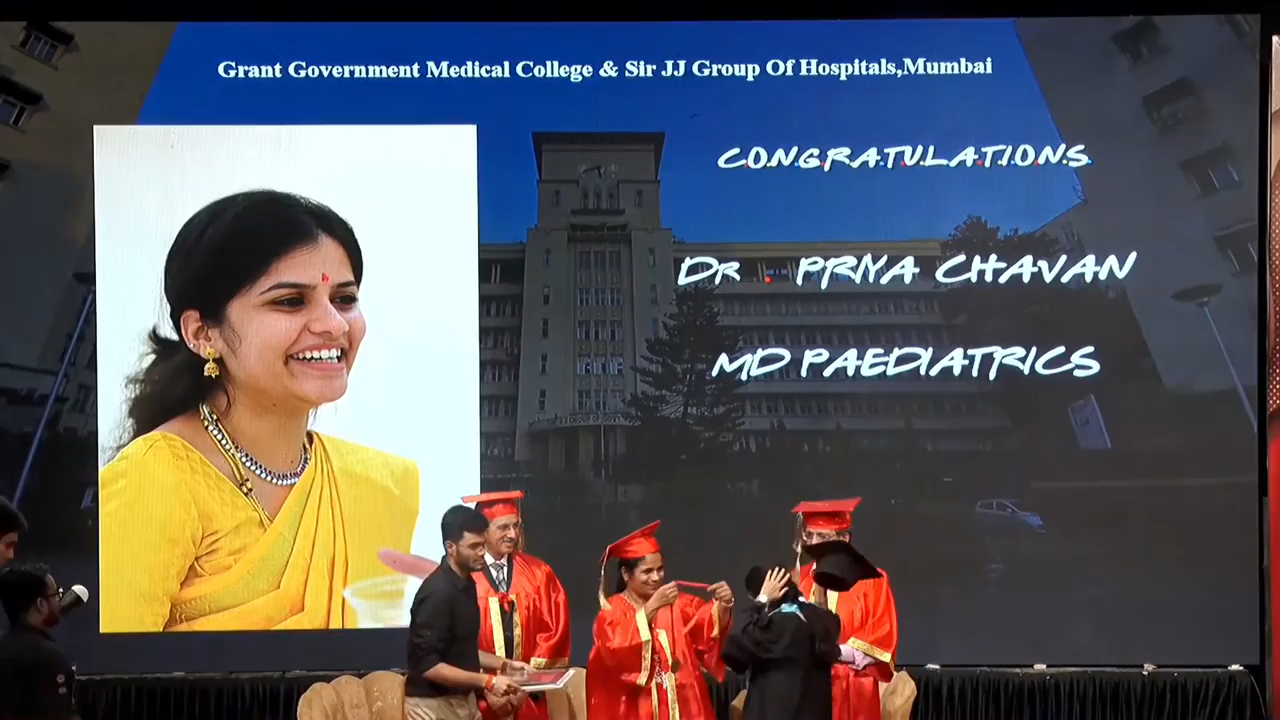 Grant Government Medical College & Sir JJ Group Of Hospitals,Mumbai
CONGRATULATIONS
DR . PRIYA CHAVAN
MD PAEDIATRICS